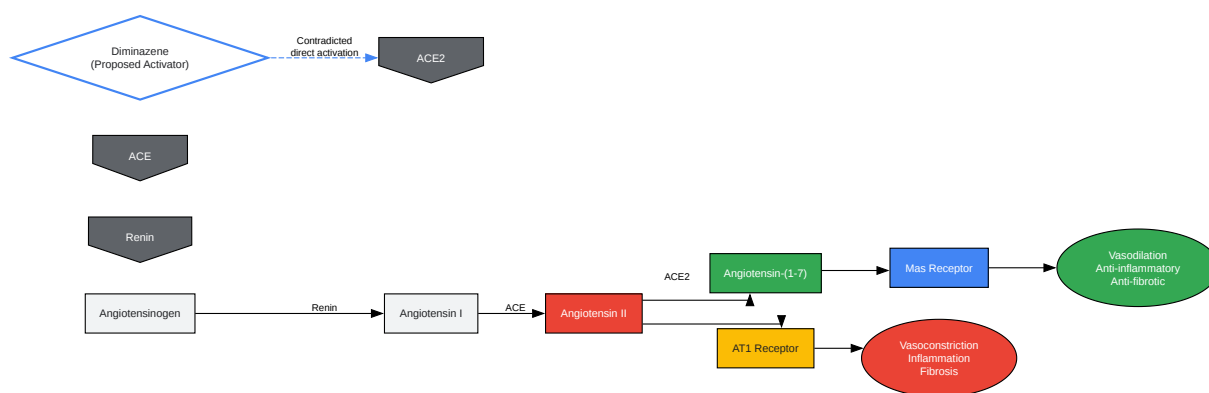 Diminazene
(Proposed Activator)
Contradicted
direct activation
ACE2
ACE
Renin
Angiotensinogen
Renin
Angiotensin I
ACE
Angiotensin II
ACE2
Angiotensin-(1-7)
Mas Receptor
Vasodilation
Anti-inflammatory
Anti-fibrotic
AT1 Receptor
Vasoconstriction
Inflammation
Fibrosis